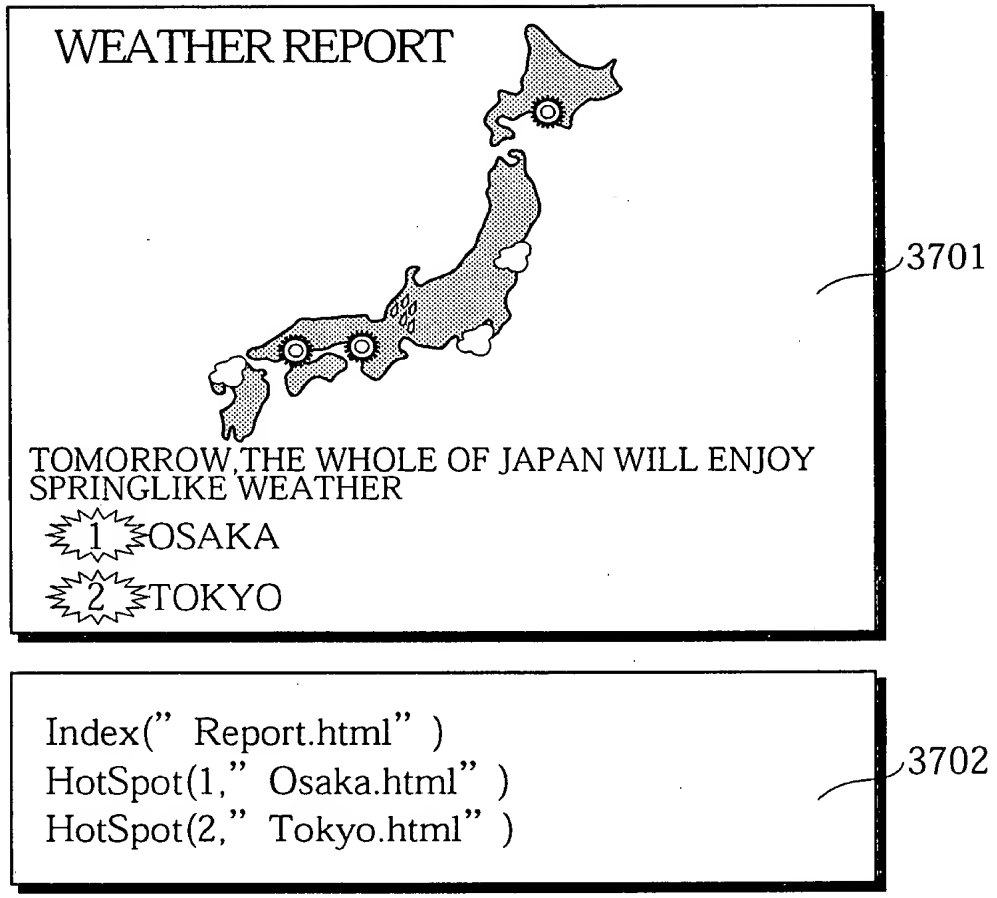 WEATHER REPORT
3701
TOMORROW,THE WHOLE OF JAPAN WILL ENJOY
SPRINGLIKE WEATHER
1 OSAKA
2 TOKYO
Index(” Report.html” )
HotSpot(1,” Osaka.html” )
3702
HotSpot(2,” Tokyo.html” )